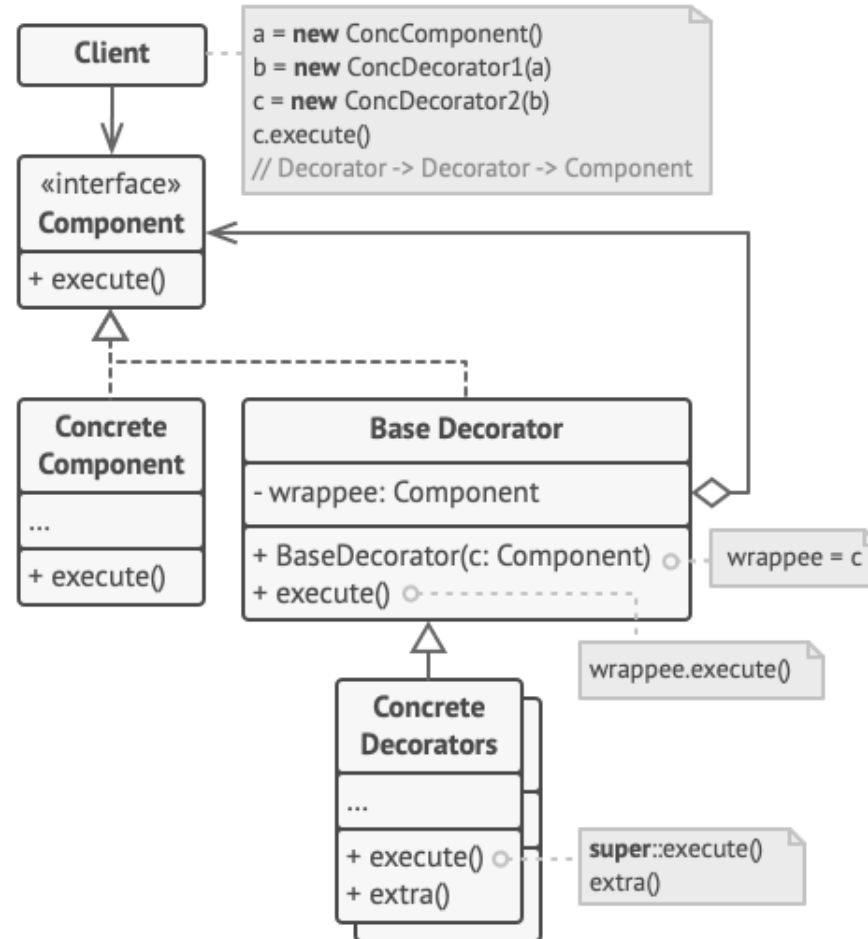 Client
a = new ConcComponent()
b = new ConcDecorator1(a)
c = new ConcDecorator2(b)
c.execute()
// Decorator -> Decorator -> Component
«interface»
Component
+ execute()
Concrete
Component
...
+ execute()
Base Decorator
- wrappee: Component
+ BaseDecorator(c: Component)
+ execute()
wrappee = c
wrappee.execute()
Concrete
Decorators
...
+ execute()
+ extra()
super::execute()
extra()